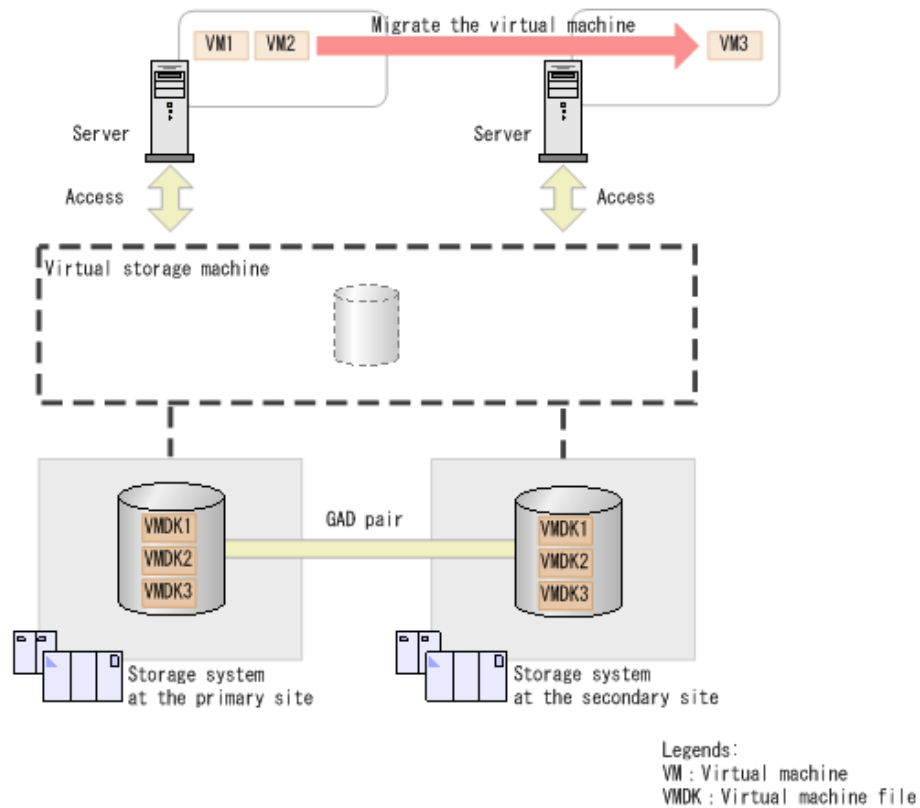 Migrate the virtual machine
VM1 VM2 VM3
Server Server
Access Access
Virtual storage machine
GAD pair
VMDK1 VMDK1
VMDK2 VMDK2
VMDK3 VMDK3
Storage system Storage system
at the primary site at the secondary site
Legends:
VM : Virtual machine
VMDK : Virtual machine file